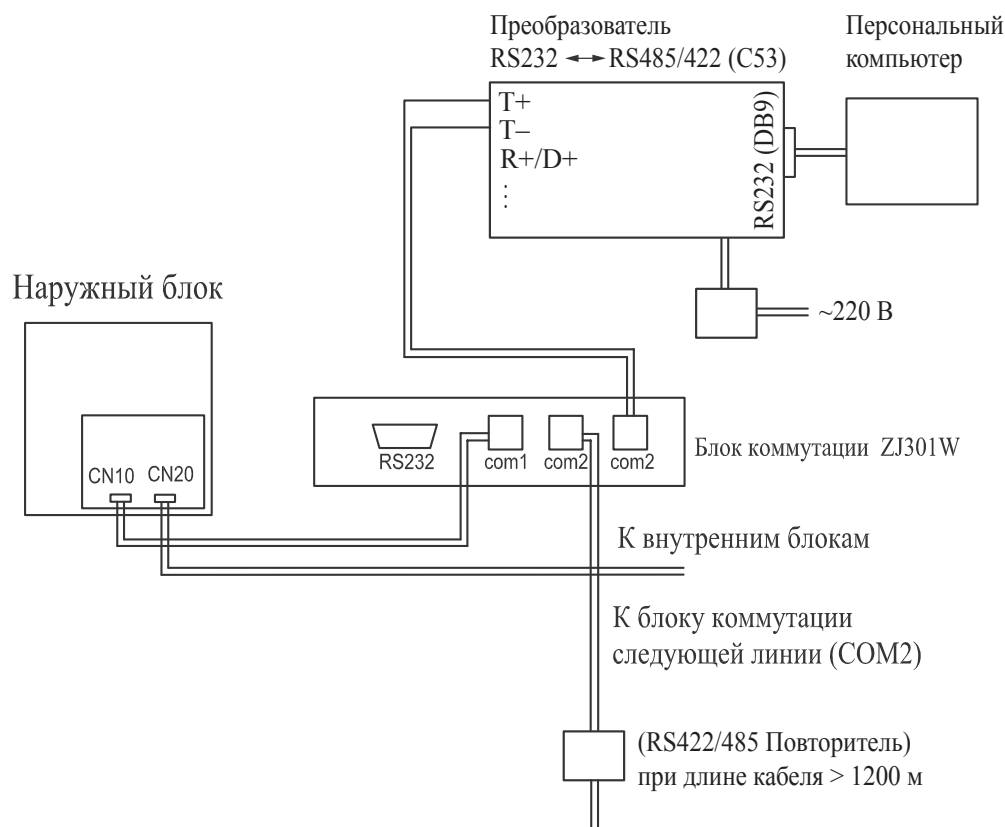 Преобразователь
RS232 ↔ RS485/422 (C53)
Персональный
компьютер
T+
T–
R+/D+
⋮
RS232 (DB9)
~220 В
Наружный блок
CN10 CN20
RS232
com1
com2
com2
Блок коммутации ZJ301W
К внутренним блокам
К блоку коммутации
следующей линии (COM2)
(RS422/485 Повторитель)
при длине кабеля > 1200 м